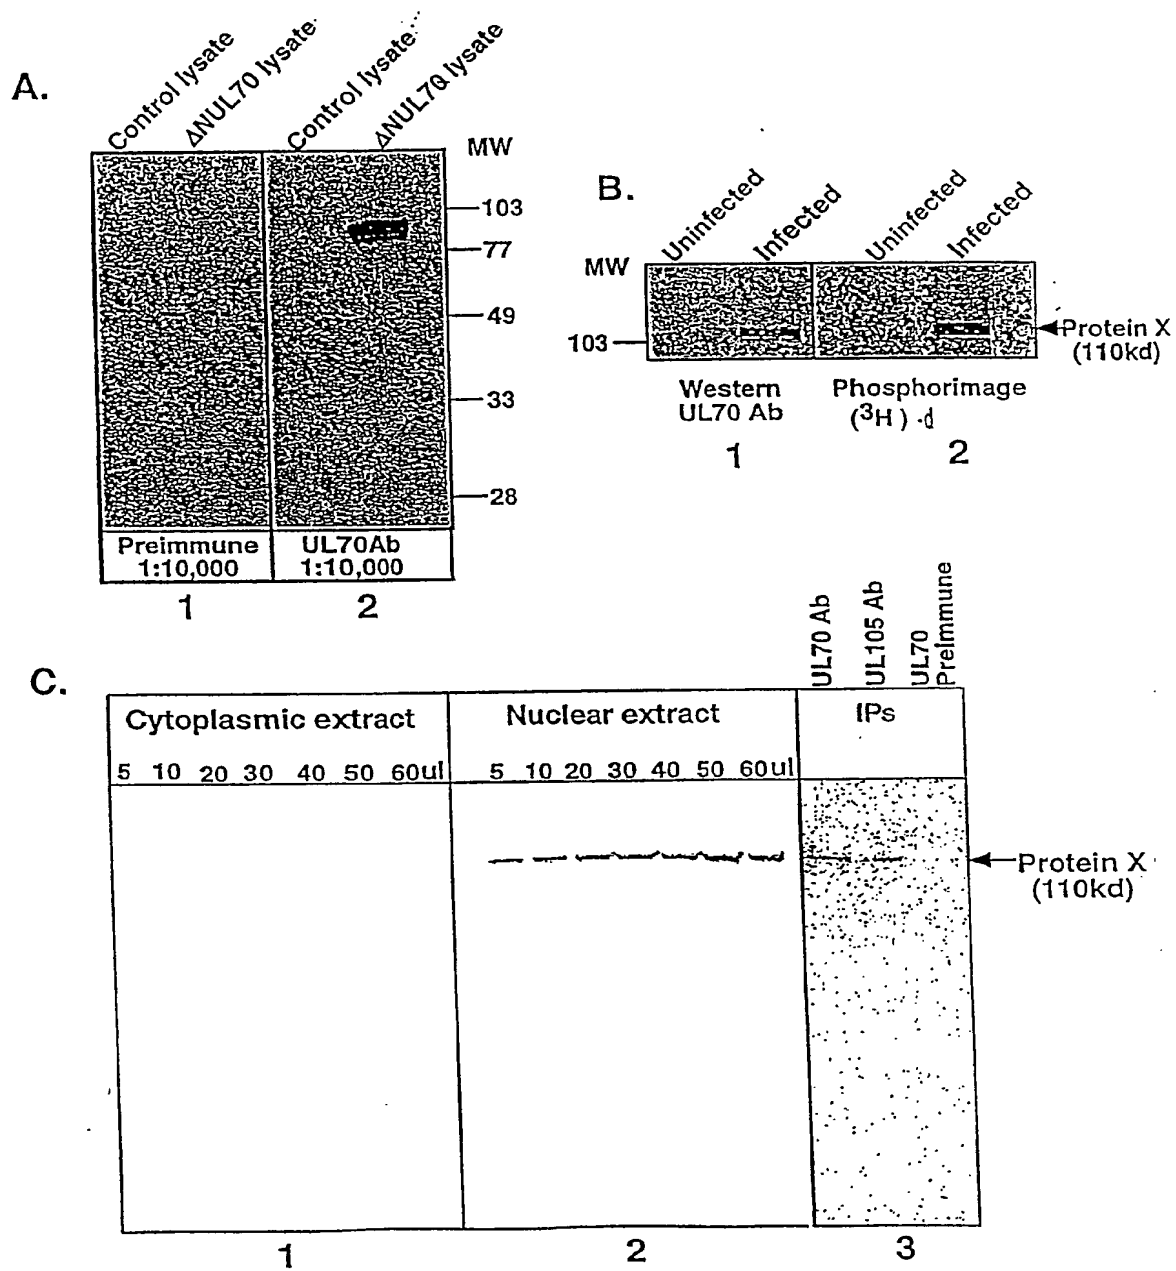 A.
Control lysate
ΔNUL70 lysate
Control lysate
ΔNUL70 lysate
MW
103
77
49
33
28
Preimmune
1:10,000
UL70Ab
1:10,000
1
2
B.
Uninfected
Infected
Uninfected
Infected
MW
103
Protein X
(110kd)
Western
UL70 Ab
Phosphorimage
(³H) -d
1
2
C.
UL70 Ab
UL105 Ab
UL70
Preimmune
Cytoplasmic extract
Nuclear extract
IPs
5 10 20 30 40 50 60ul
5 10 20 30 40 50 60ul
Protein X
(110kd)
1
2
3